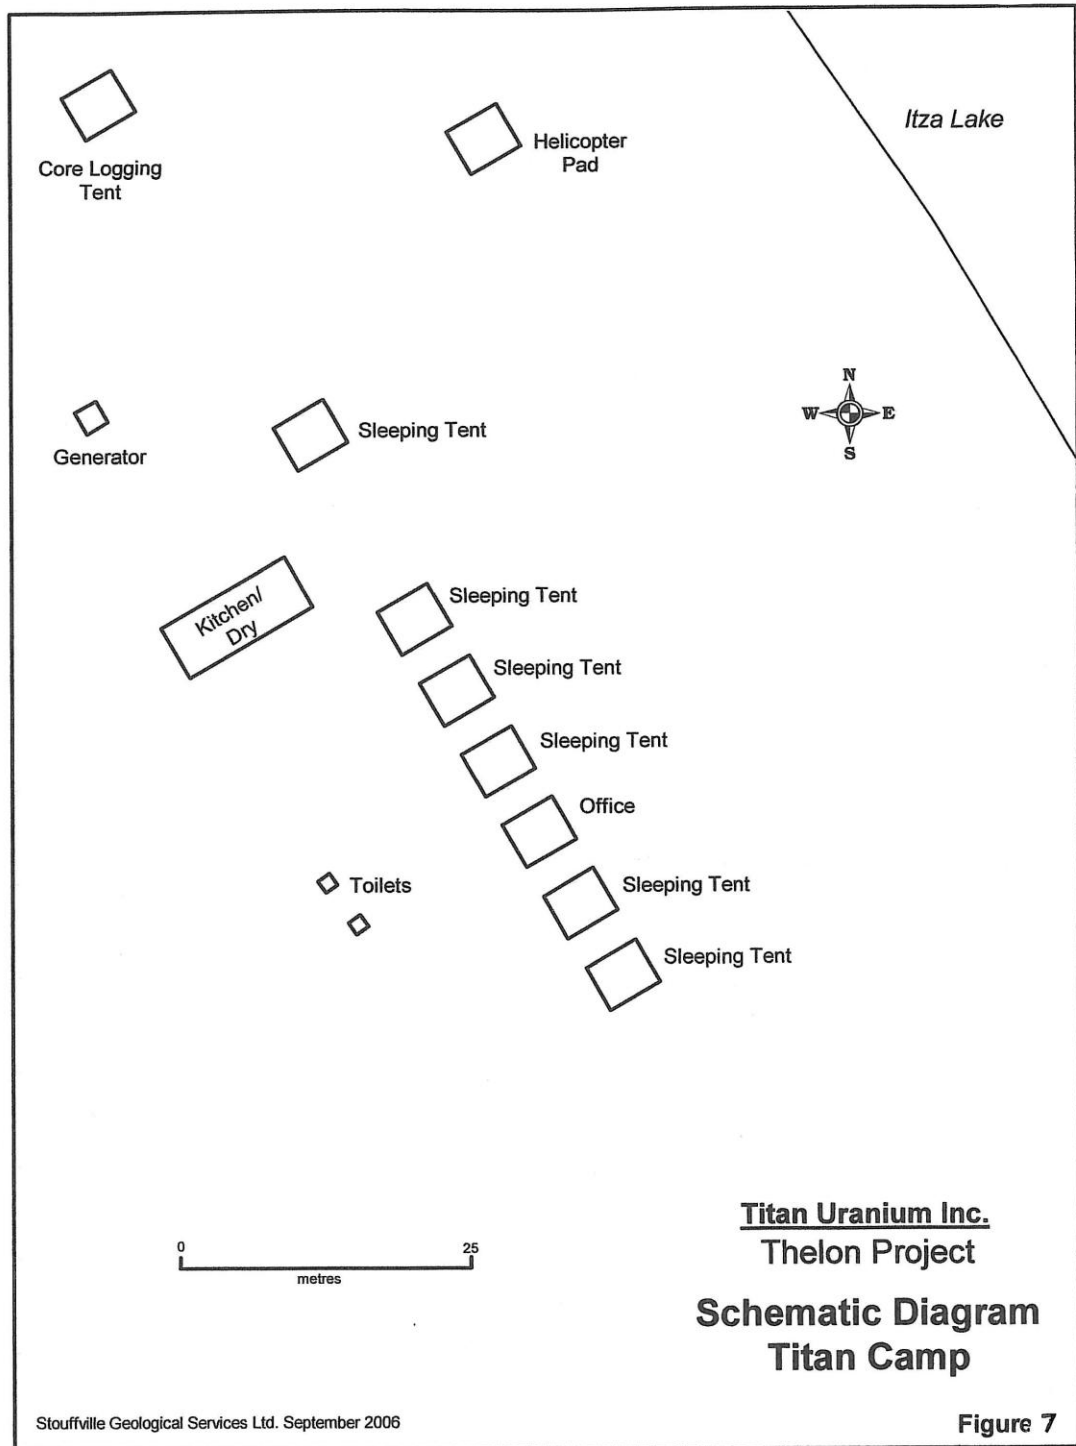 Itza Lake
Core Logging
Tent
Helicopter
Pad
N
W
E
S
Generator
Sleeping Tent
Kitchen/
Dry
Sleeping Tent
Sleeping Tent
Sleeping Tent
Office
Toilets
Sleeping Tent
Sleeping Tent
0
25
metres
Titan Uranium Inc.
Thelon Project
Schematic Diagram
Titan Camp
Stouffville Geological Services Ltd. September 2006
Figure 7